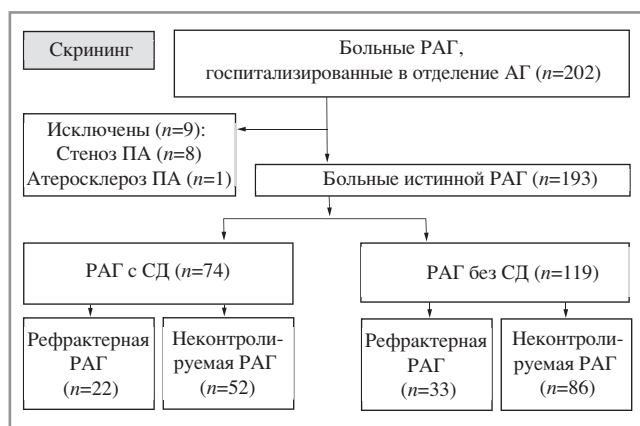 Скрининг
Больные РАГ,
госпитализированные в отделение АГ (n=202)
Исключены (n=9):
Стеноз ПА (n=8)
Атеросклероз ПА (n=1)
Больные истинной РАГ (n=193)
РАГ с СД (n=74)
РАГ без СД (n=119)
Рефрактерная
РАГ
(n=22)
Неконтроли-
руемая РАГ
(n=52)
Рефрактерная
РАГ
(n=33)
Неконтроли-
руемая РАГ
(n=86)